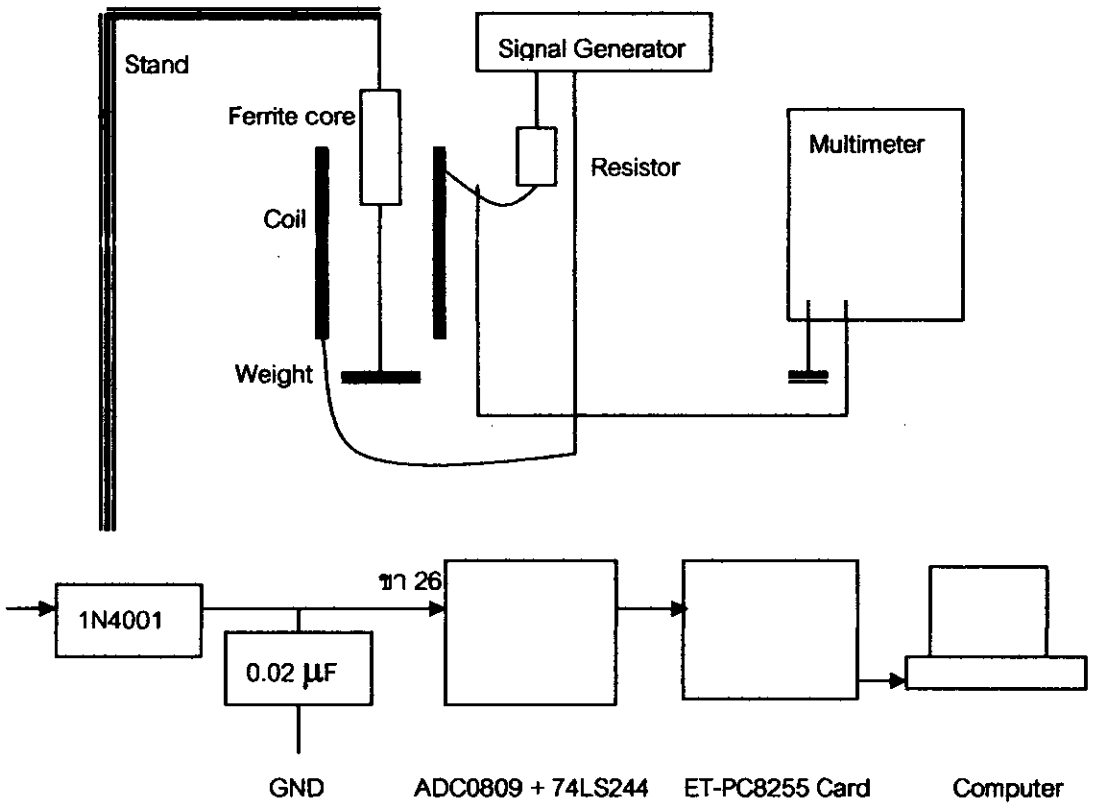 Stand
Signal Generator
Ferrite core
Multimeter
Resistor
Coil
Weight
ขา 26
1N4001
0.02 μF
GND
ADC0809 + 74LS244
ET-PC8255 Card
Computer